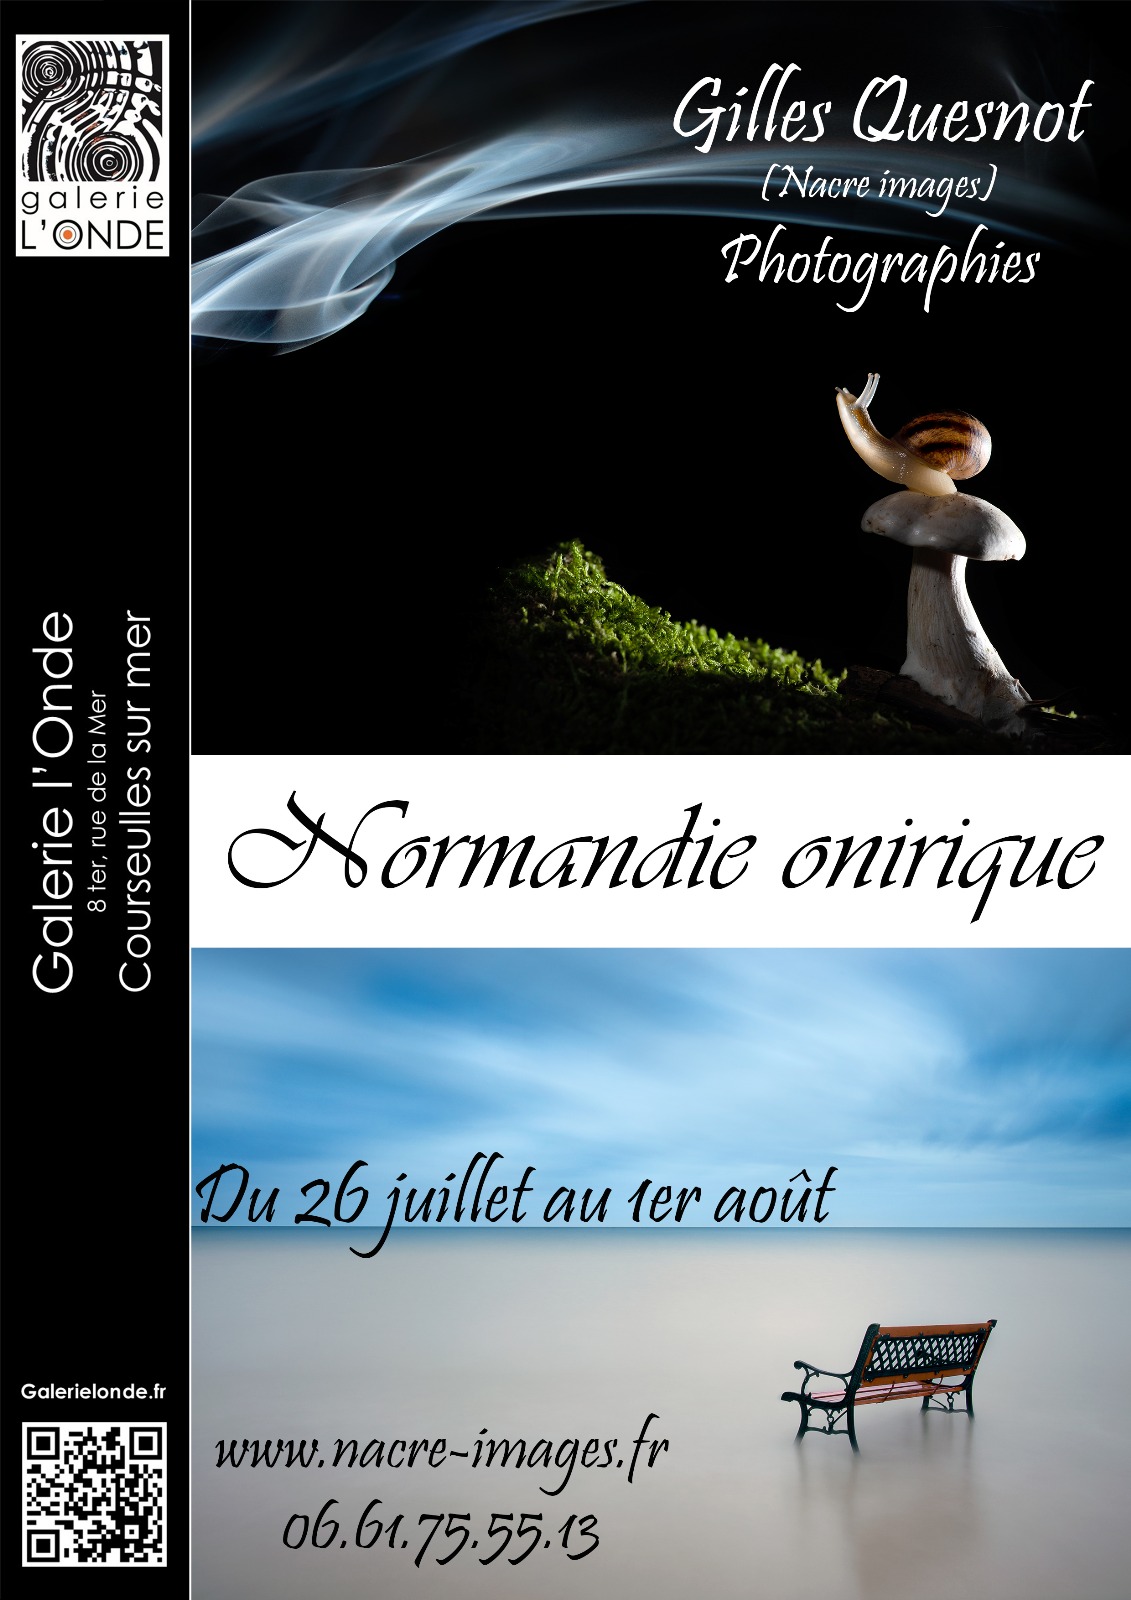 galerie
L'ONDE
Galerie l'Onde
8 ter, rue de la Mer
Courseulles sur mer
Galerielonde.fr
Gilles Quesnot
(Nacre images)
Photographies
Normandie onirique
Du 26 juillet au 1er août
www.nacre-images.fr
06.61.75.55.13